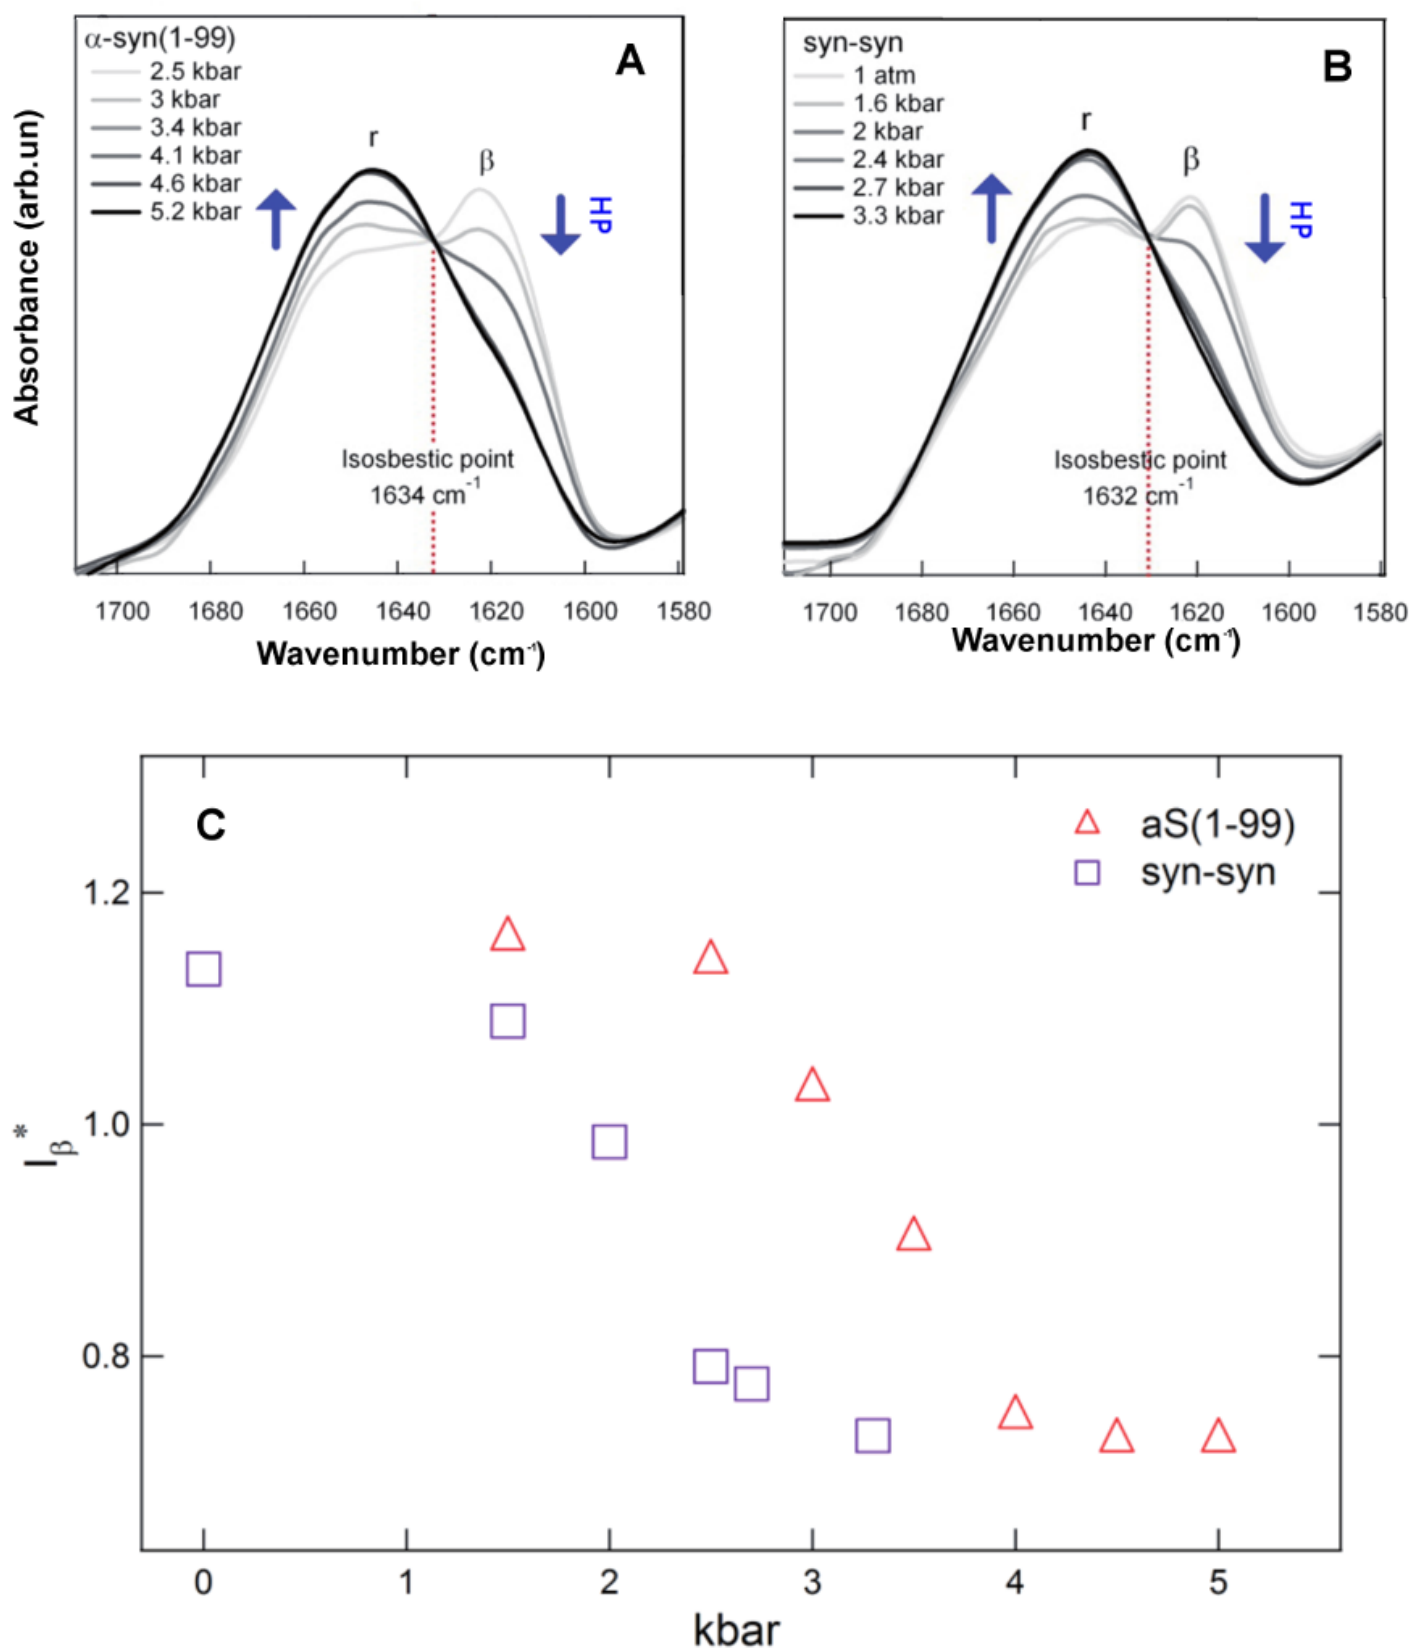 α-syn(1-99)
2.5 kbar
3 kbar
3.4 kbar
4.1 kbar
4.6 kbar
5.2 kbar
A
r
β
HP
Isosbestic point
1634 cm⁻¹
1700 1680 1660 1640 1620 1600 1580
Wavenumber (cm⁻¹)
Absorbance (arb.un)
syn-syn
1 atm
1.6 kbar
2 kbar
2.4 kbar
2.7 kbar
3.3 kbar
B
r
β
HP
Isosbestic point
1632 cm⁻¹
1700 1680 1660 1640 1620 1600 1580
Wavenumber (cm⁻¹)
C
aS(1-99)
syn-syn
1.2
1.0
0.8
Iβ*
0 1 2 3 4 5
kbar